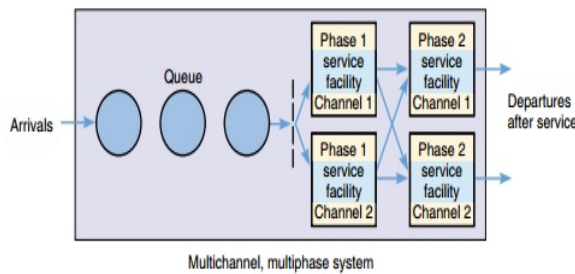 Phase 1
service
facility
Channel 1
Phase 2
service
facility
Channel 1
Queue
Arrivals
Departures
after service
Phase 1
service
facility
Channel 2
Phase 2
service
facility
Channel 2
Multichannel, multiphase system